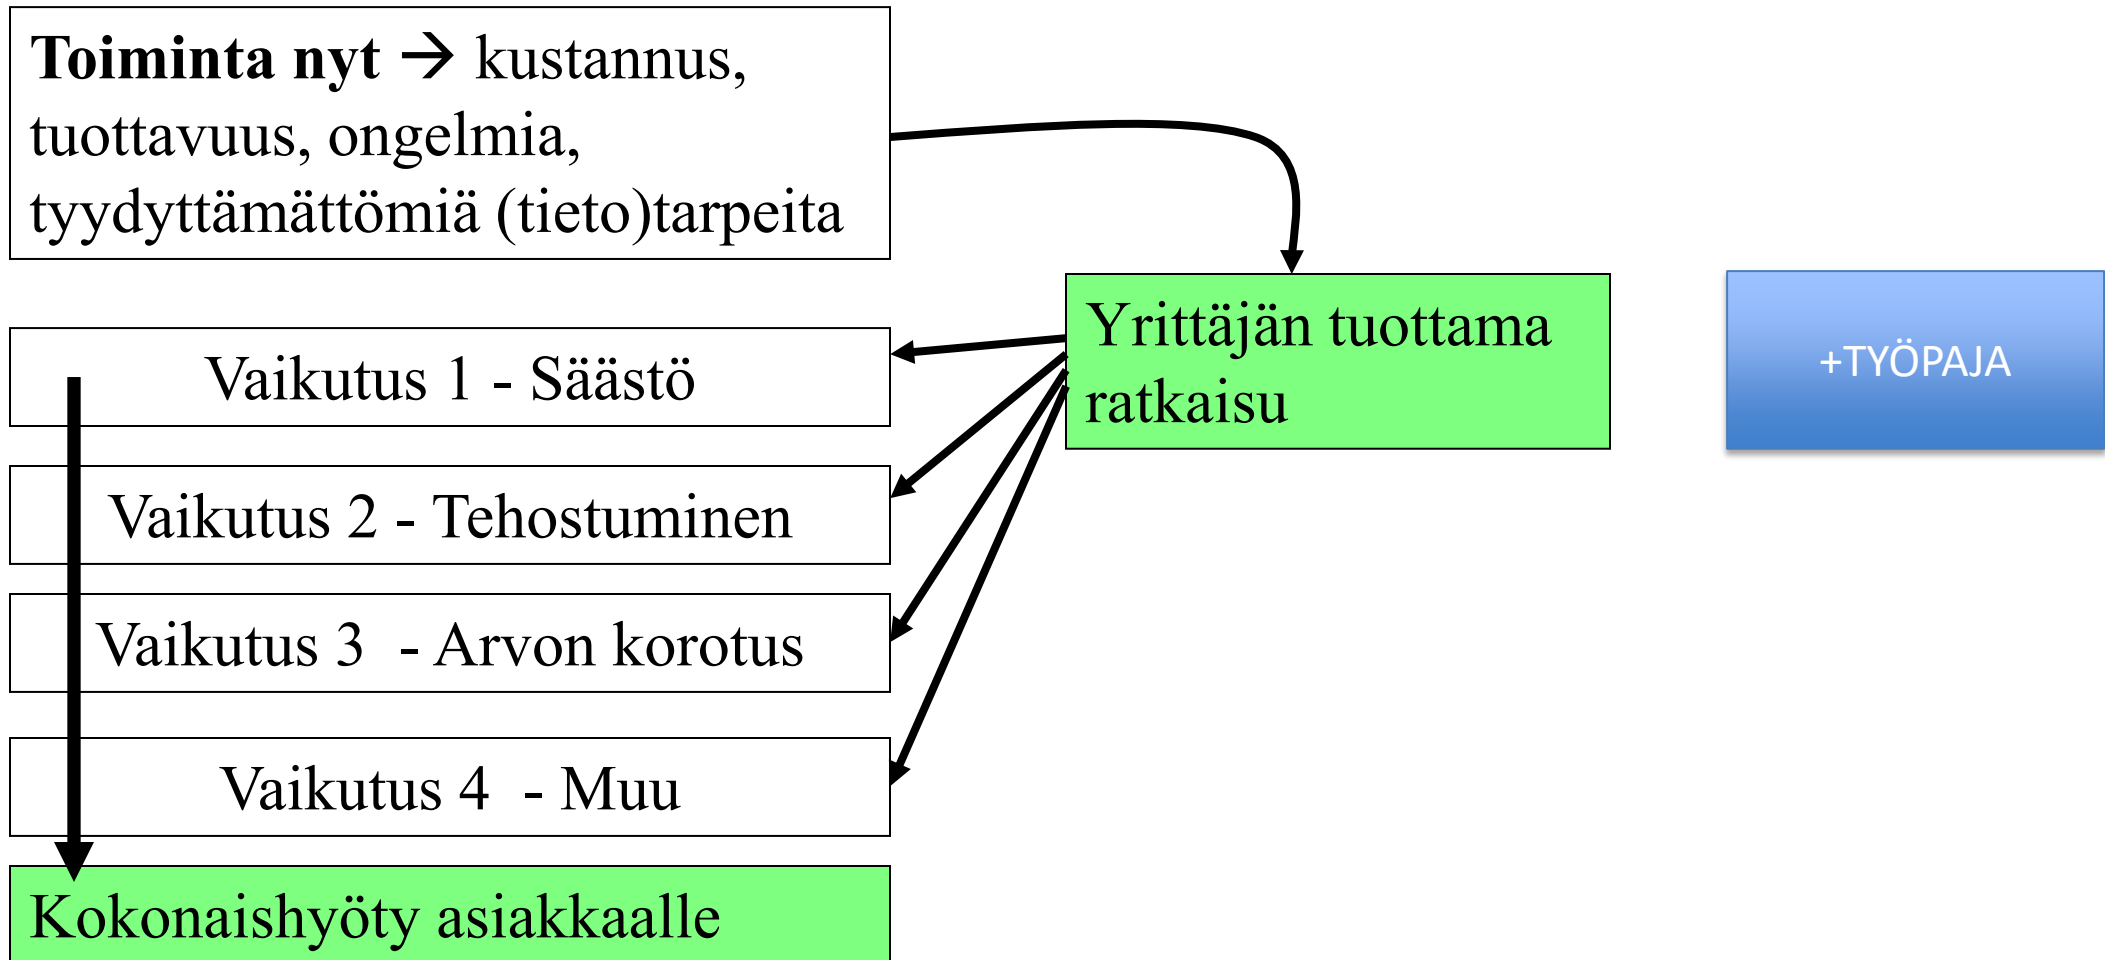 Toiminta nyt → kustannus,
tuottavuus, ongelmia,
tyydyttämättömiä (tieto)tarpeita
Yrittäjän tuottama
ratkaisu
+TYÖPAJA
Vaikutus 1 - Säästö
Vaikutus 2 - Tehostuminen
Vaikutus 3  - Arvon korotus
Vaikutus 4  - Muu
Kokonaishyöty asiakkaalle